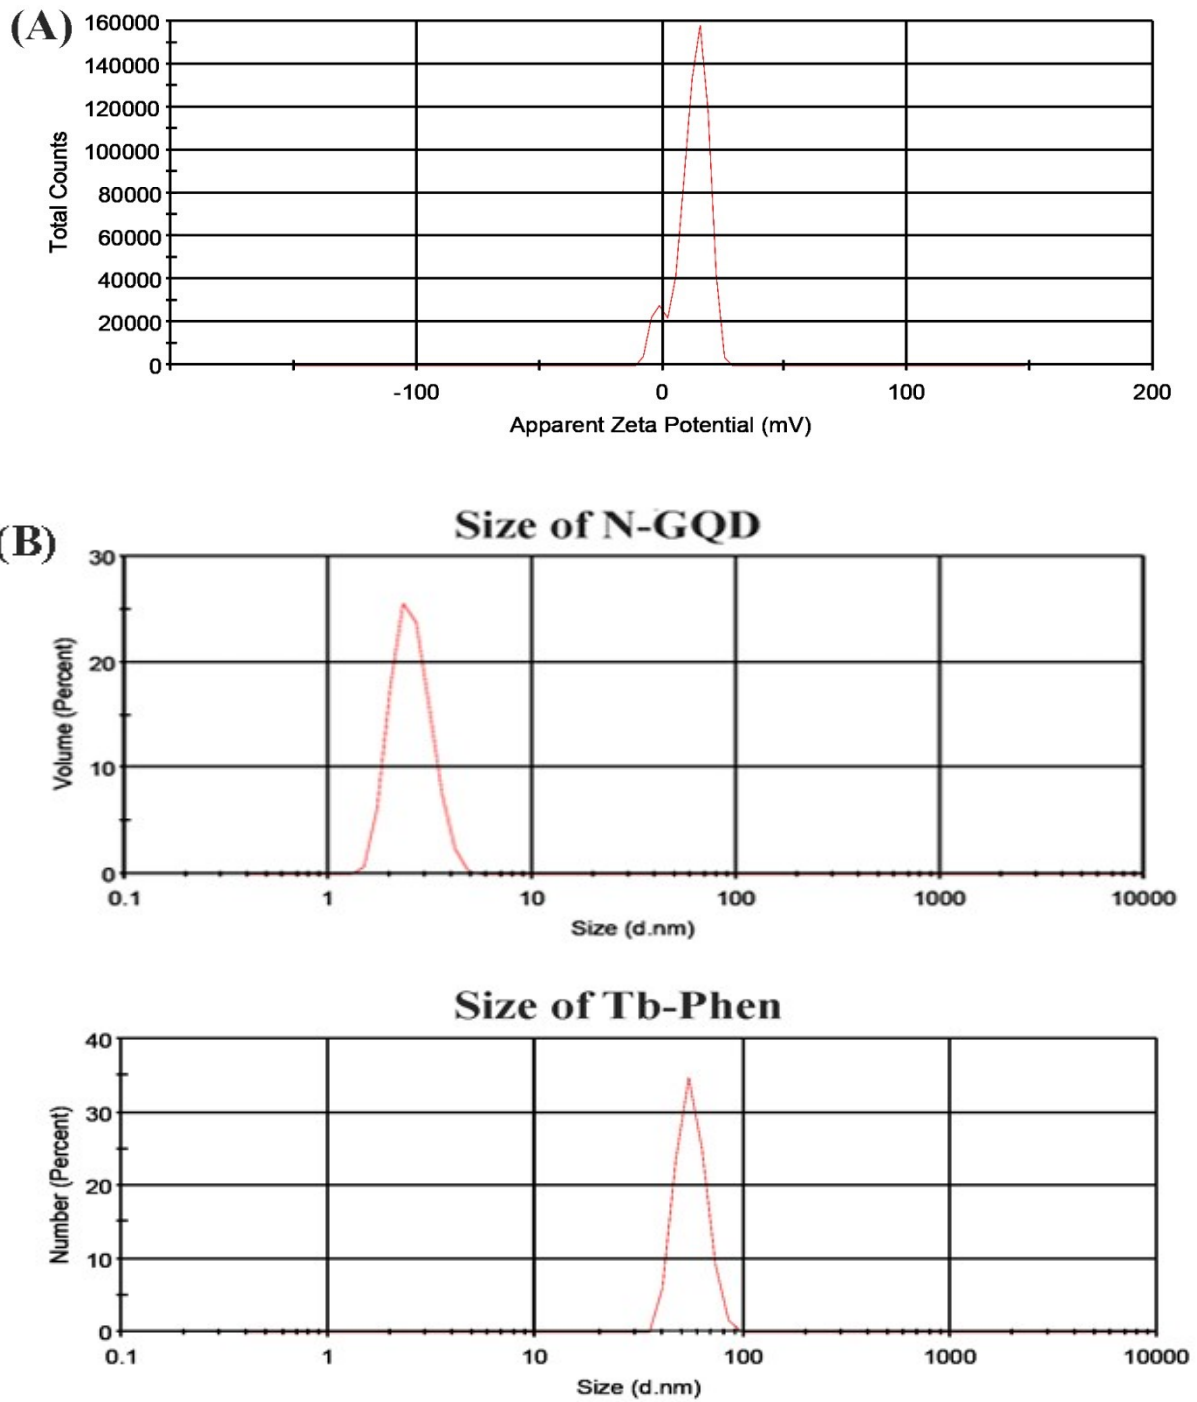 (A)
160000
140000
120000
100000
80000
60000
40000
20000
0
Total Counts
-100 0 100 200
Apparent Zeta Potential (mV)
(B)
Size of N-GQD
30
20
10
0
Volume (Percent)
0.1 1 10 100 1000 10000
Size (d.nm)
Size of Tb-Phen
40
30
20
10
0
Number (Percent)
0.1 1 10 100 1000 10000
Size (d.nm)